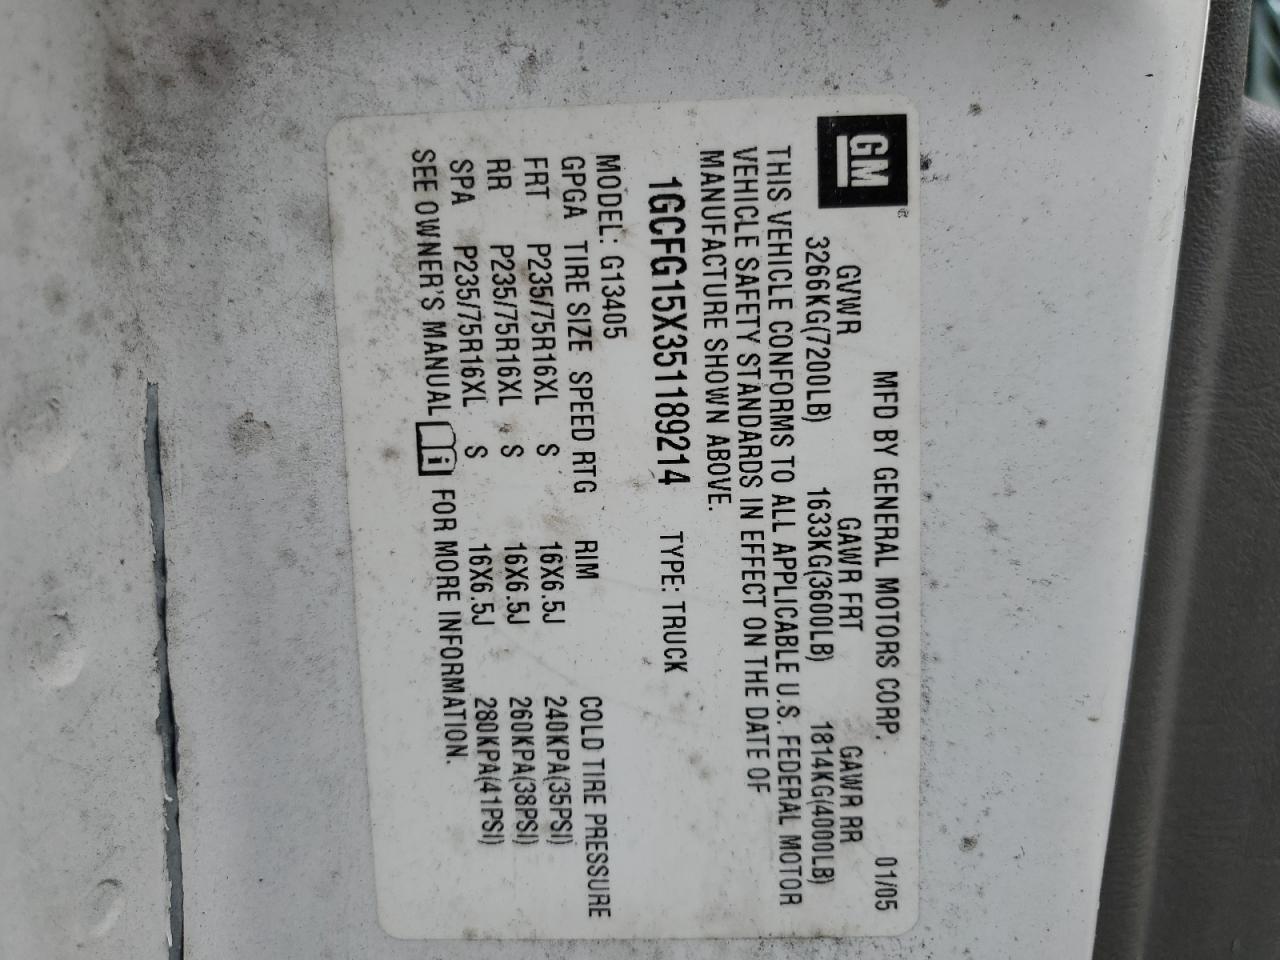 GM
MFD BY GENERAL MOTORS CORP. 01/05
GVWR GAWR FRT GAWR RR
3266KG(7200LB) 1633KG(3600LB) 1814KG(4000LB)
THIS VEHICLE CONFORMS TO ALL APPLICABLE U.S. FEDERAL MOTOR
VEHICLE SAFETY STANDARDS IN EFFECT ON THE DATE OF
MANUFACTURE SHOWN ABOVE.
1GCFG15X351189214 TYPE: TRUCK
MODEL: G13405
GPGA TIRE SIZE SPEED RTG RIM COLD TIRE PRESSURE
FRT P235/75R16XL S 16X6.5J 240KPA(35PSI)
RR P235/75R16XL S 16X6.5J 260KPA(38PSI)
SPA P235/75R16XL S 16X6.5J 280KPA(41PSI)
SEE OWNER'S MANUAL i FOR MORE INFORMATION.